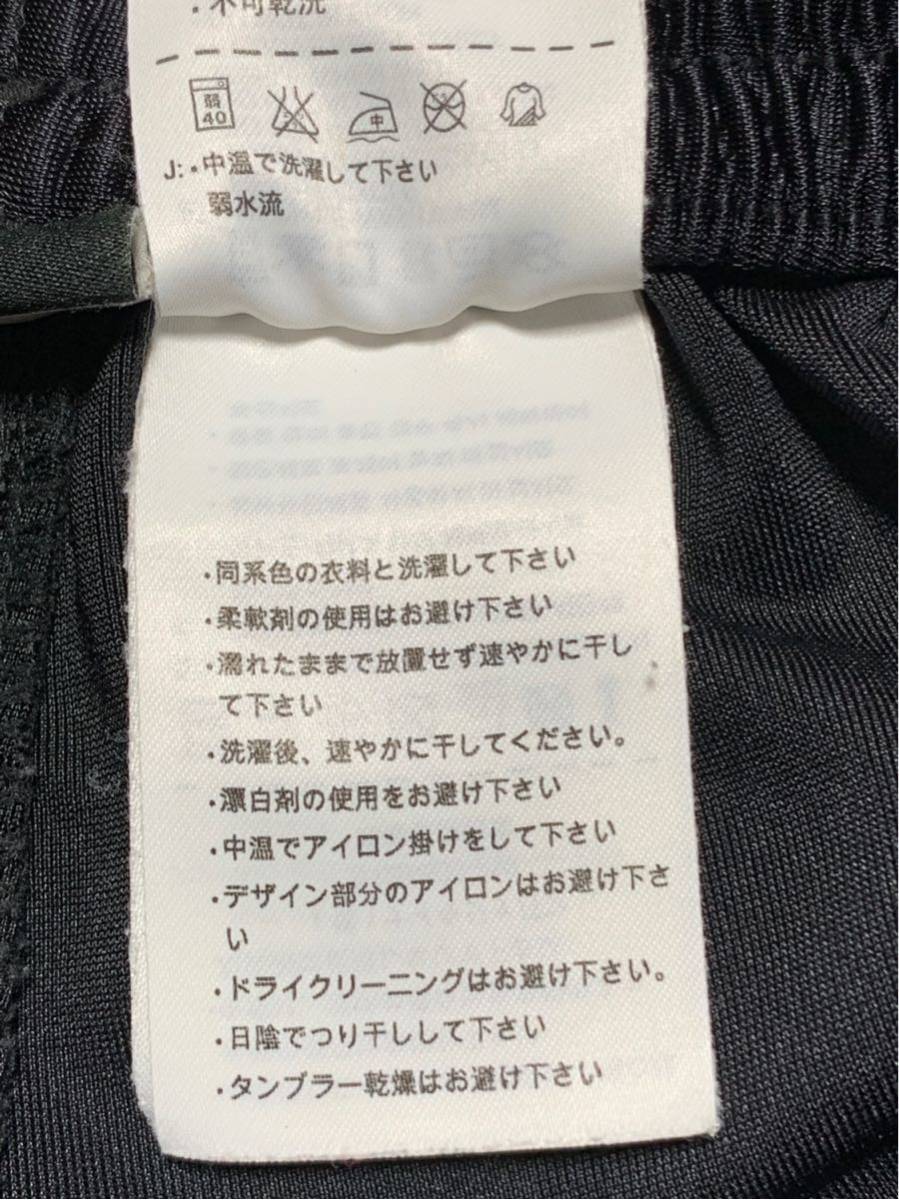 ・不可乾洗
弱
40
中
J:・中温で洗濯して下さい
弱水流
・同系色の衣料と洗濯して下さい
・柔軟剤の使用はお避け下さい
・濡れたままで放置せず速やかに干し
て下さい
・洗濯後、速やかに干してください。
・漂白剤の使用をお避け下さい
・中温でアイロン掛けをして下さい
・デザイン部分のアイロンはお避け下さ
い
・ドライクリーニングはお避け下さい。
・日陰でつり干しして下さい
・タンブラー乾燥はお避け下さい